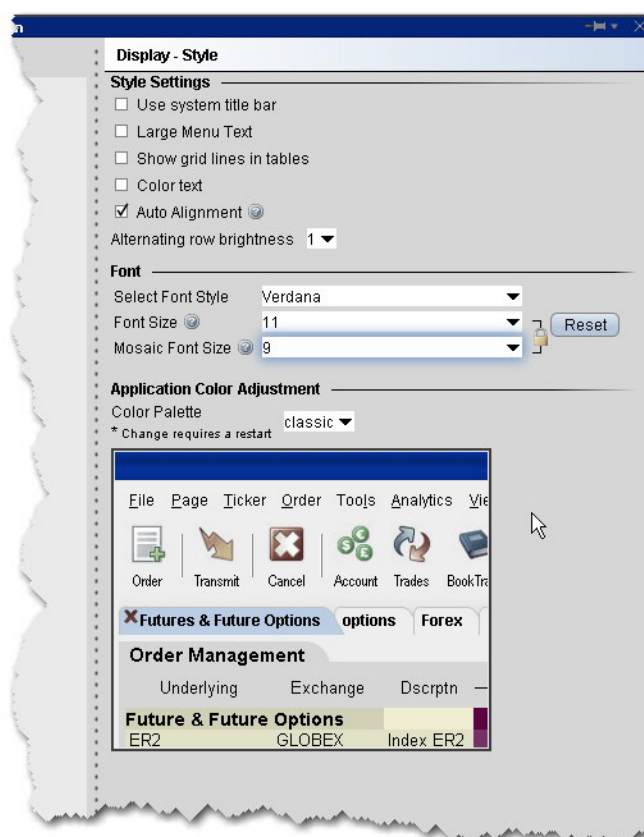 n
Display - Style
Style Settings
Use system title bar
Large Menu Text
Show grid lines in tables
Color text
Auto Alignment
Alternating row brightness 1
Font
Select Font Style Verdana
Font Size 11
Reset
Mosaic Font Size 9
Application Color Adjustment
Color Palette
classic
* Change requires a restart
File Page Ticker Order Tools Analytics Vie
Order Transmit Cancel Account Trades BookTra
Futures & Future Options options Forex
Order Management
Underlying Exchange Dscrptn
Future & Future Options
ER2 GLOBEX Index ER2